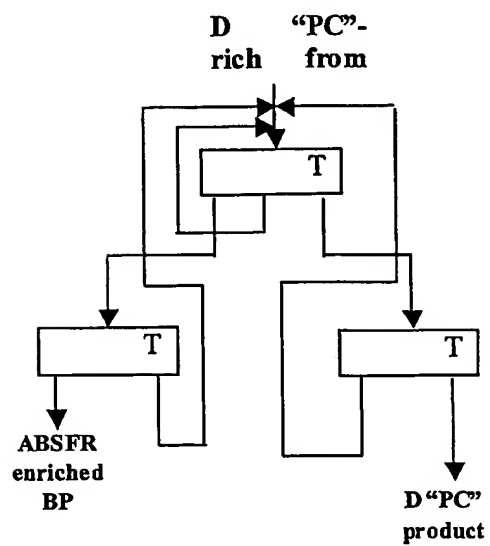 D “PC”-
rich from
T
T
T
ABSFR
enriched
BP
D “PC”
product